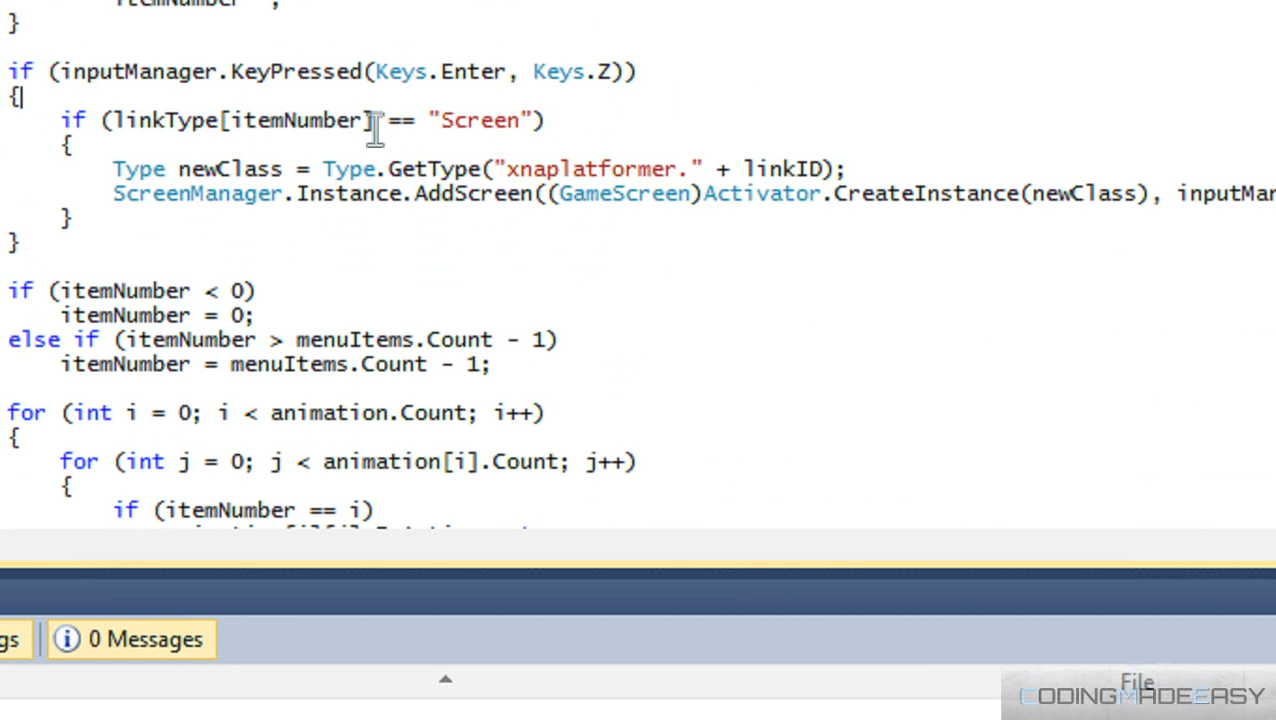 }
if (inputManager.KeyPressed(Keys.Enter, Keys.Z))
{
if (linkType[itemNumber] == "Screen")
{
Type newClass = Type.GetType("xnaplatformer." + linkID);
ScreenManager.Instance.AddScreen((GameScreen)Activator.CreateInstance(newClass), inputMan
}
}
if (itemNumber < 0)
itemNumber = 0;
else if (itemNumber > menuItems.Count - 1)
itemNumber = menuItems.Count - 1;
for (int i = 0; i < animation.Count; i++)
{
for (int j = 0; j < animation[i].Count; j++)
{
if (itemNumber == i)
gs
0 Messages
File
CODINGMADEEASY